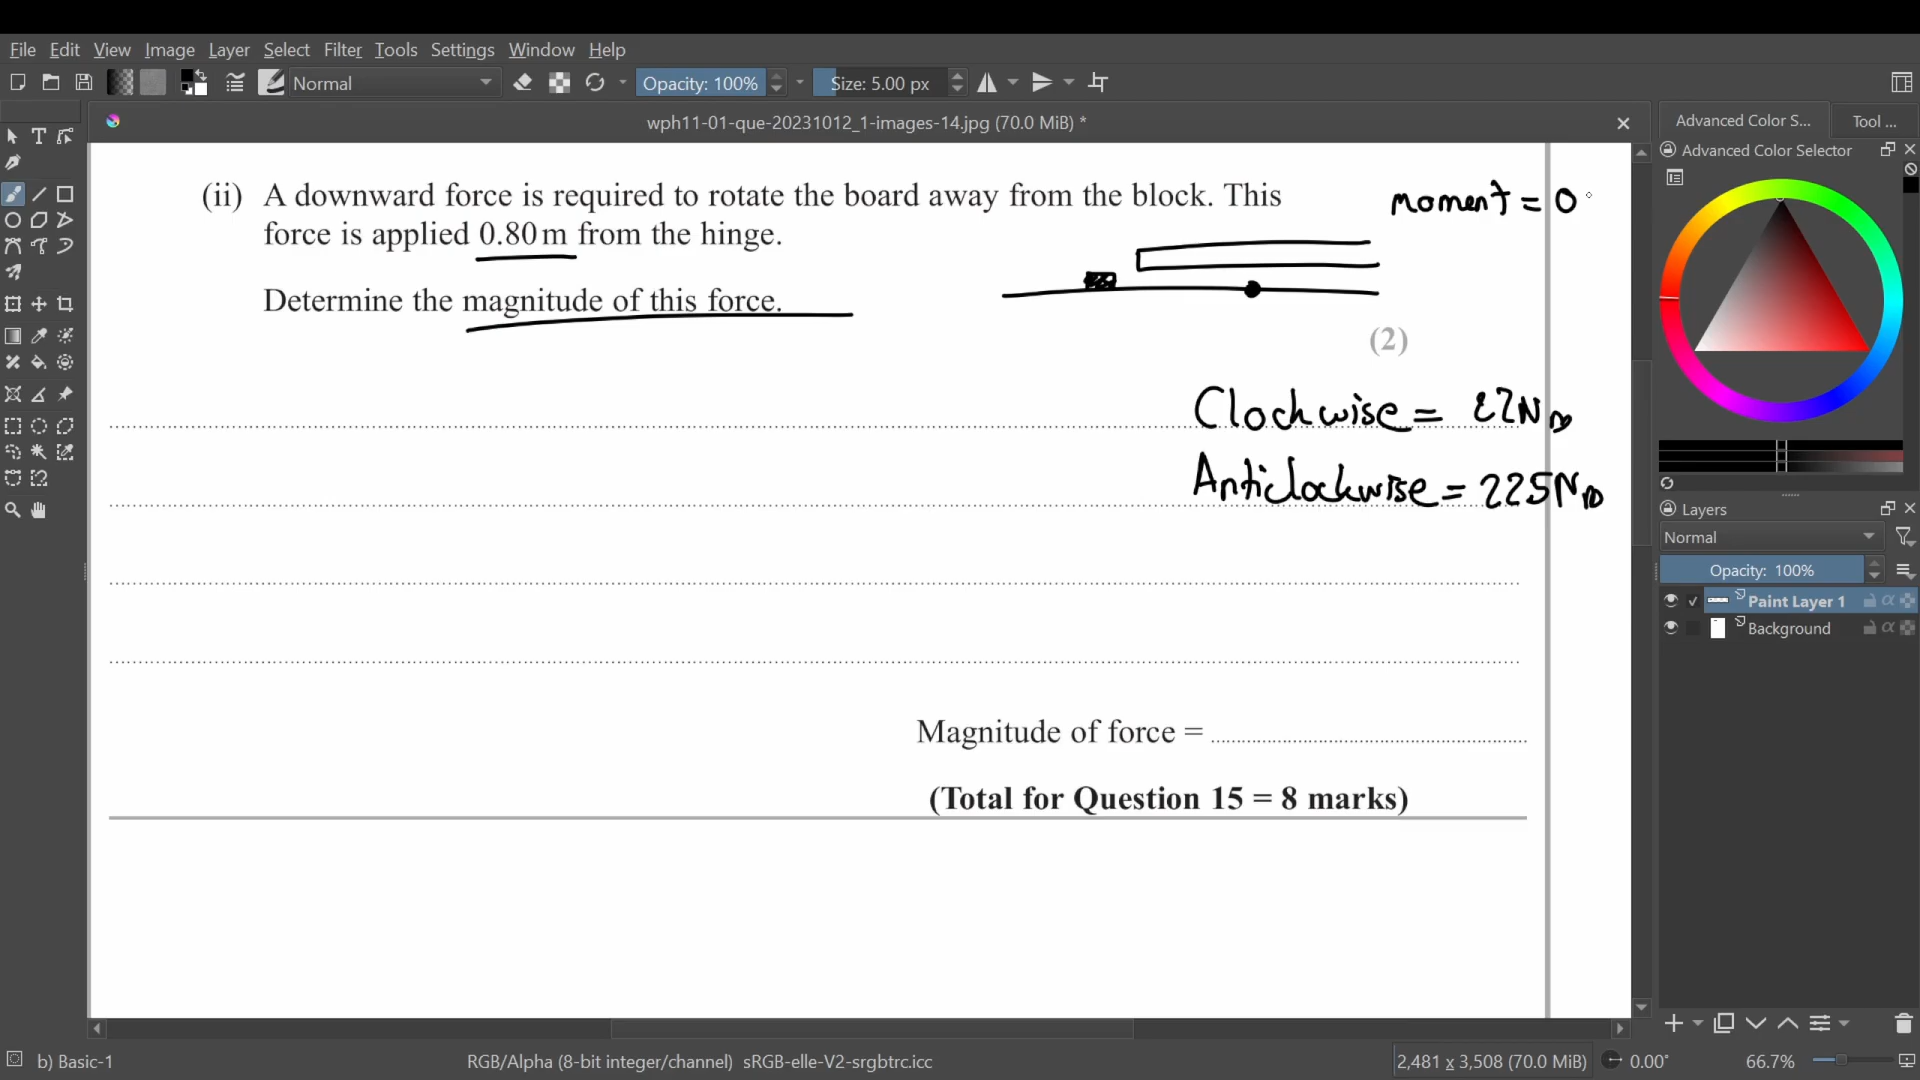 File Edit View Image Layer Select Filter Tools Settings Window Help
Normal Opacity: 100% Size: 5.00 px
wph11-01-que-20231012_1-images-14.jpg (70.0 MiB) *
Advanced Color S... Tool ...
Advanced Color Selector
(ii) A downward force is required to rotate the board away from the block. This
force is applied 0.80 m from the hinge.
moment = 0
Determine the magnitude of this force.
(2)
Clockwise = 22Nm
Anticlockwise = 225Nm
Magnitude of force =
(Total for Question 15 = 8 marks)
Layers
Normal
Opacity: 100%
Paint Layer 1
Background
b) Basic-1 RGB/Alpha (8-bit integer/channel) sRGB-elle-V2-srgbtrc.icc 2,481 x 3,508 (70.0 MiB) 0.00° 66.7%